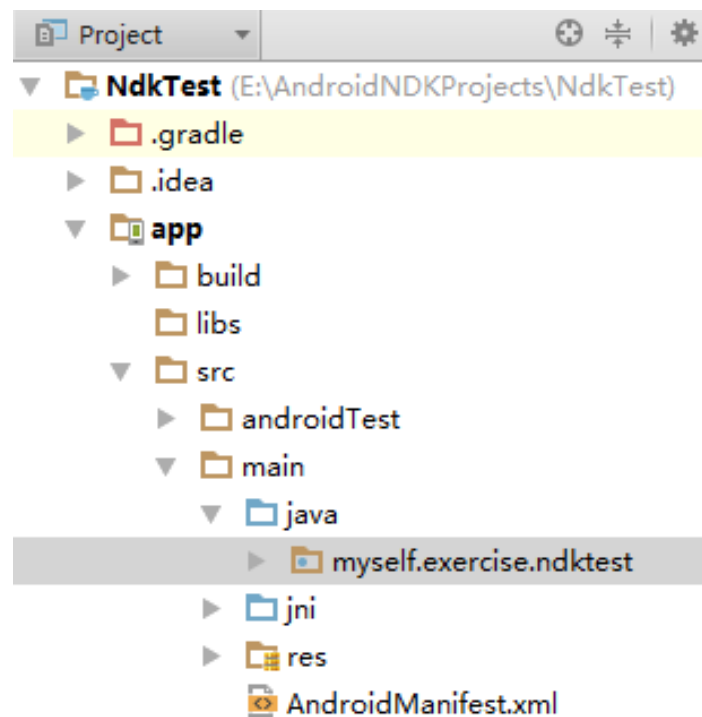 Project
NdkTest (E:\AndroidNDKProjects\NdkTest)
.gradle
.idea
app
build
libs
src
androidTest
main
java
myself.exercise.ndktest
jni
res
AndroidManifest.xml